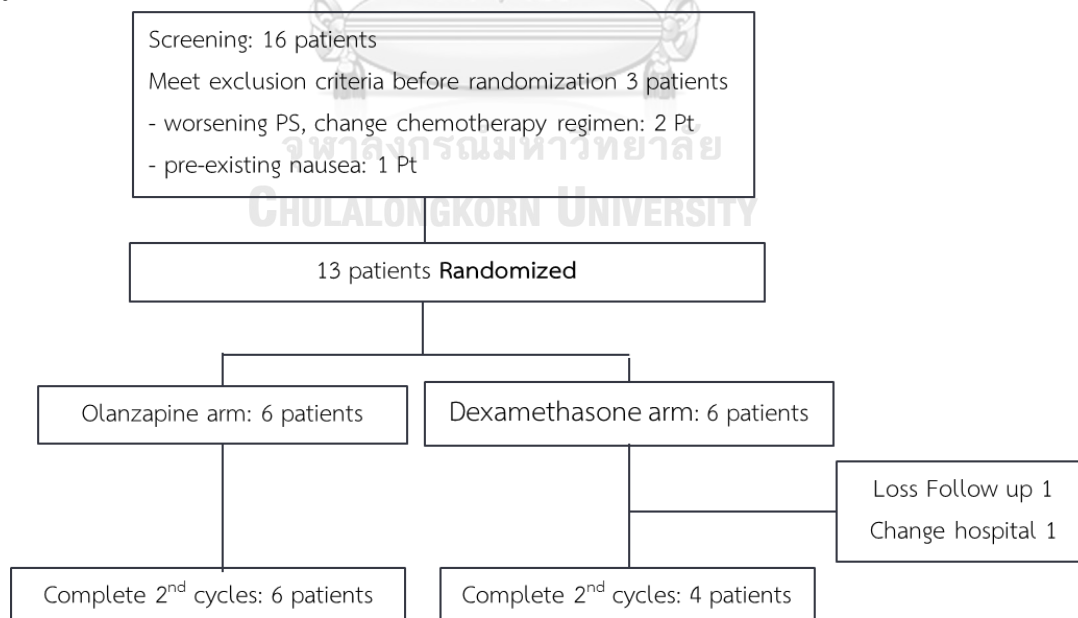 Screening: 16 patients
Meet exclusion criteria before randomization 3 patients
- worsening PS, change chemotherapy regimen: 2 Pt
จุฬาลงกรณ์มหาวิทยาลัย
- pre-existing nausea: 1 Pt
CHULALONGKORN UNIVERSITY
13 patients Randomized
Olanzapine arm: 6 patients
Dexamethasone arm: 6 patients
Loss Follow up 1
Change hospital 1
Complete 2nd cycles: 6 patients
Complete 2nd cycles: 4 patients